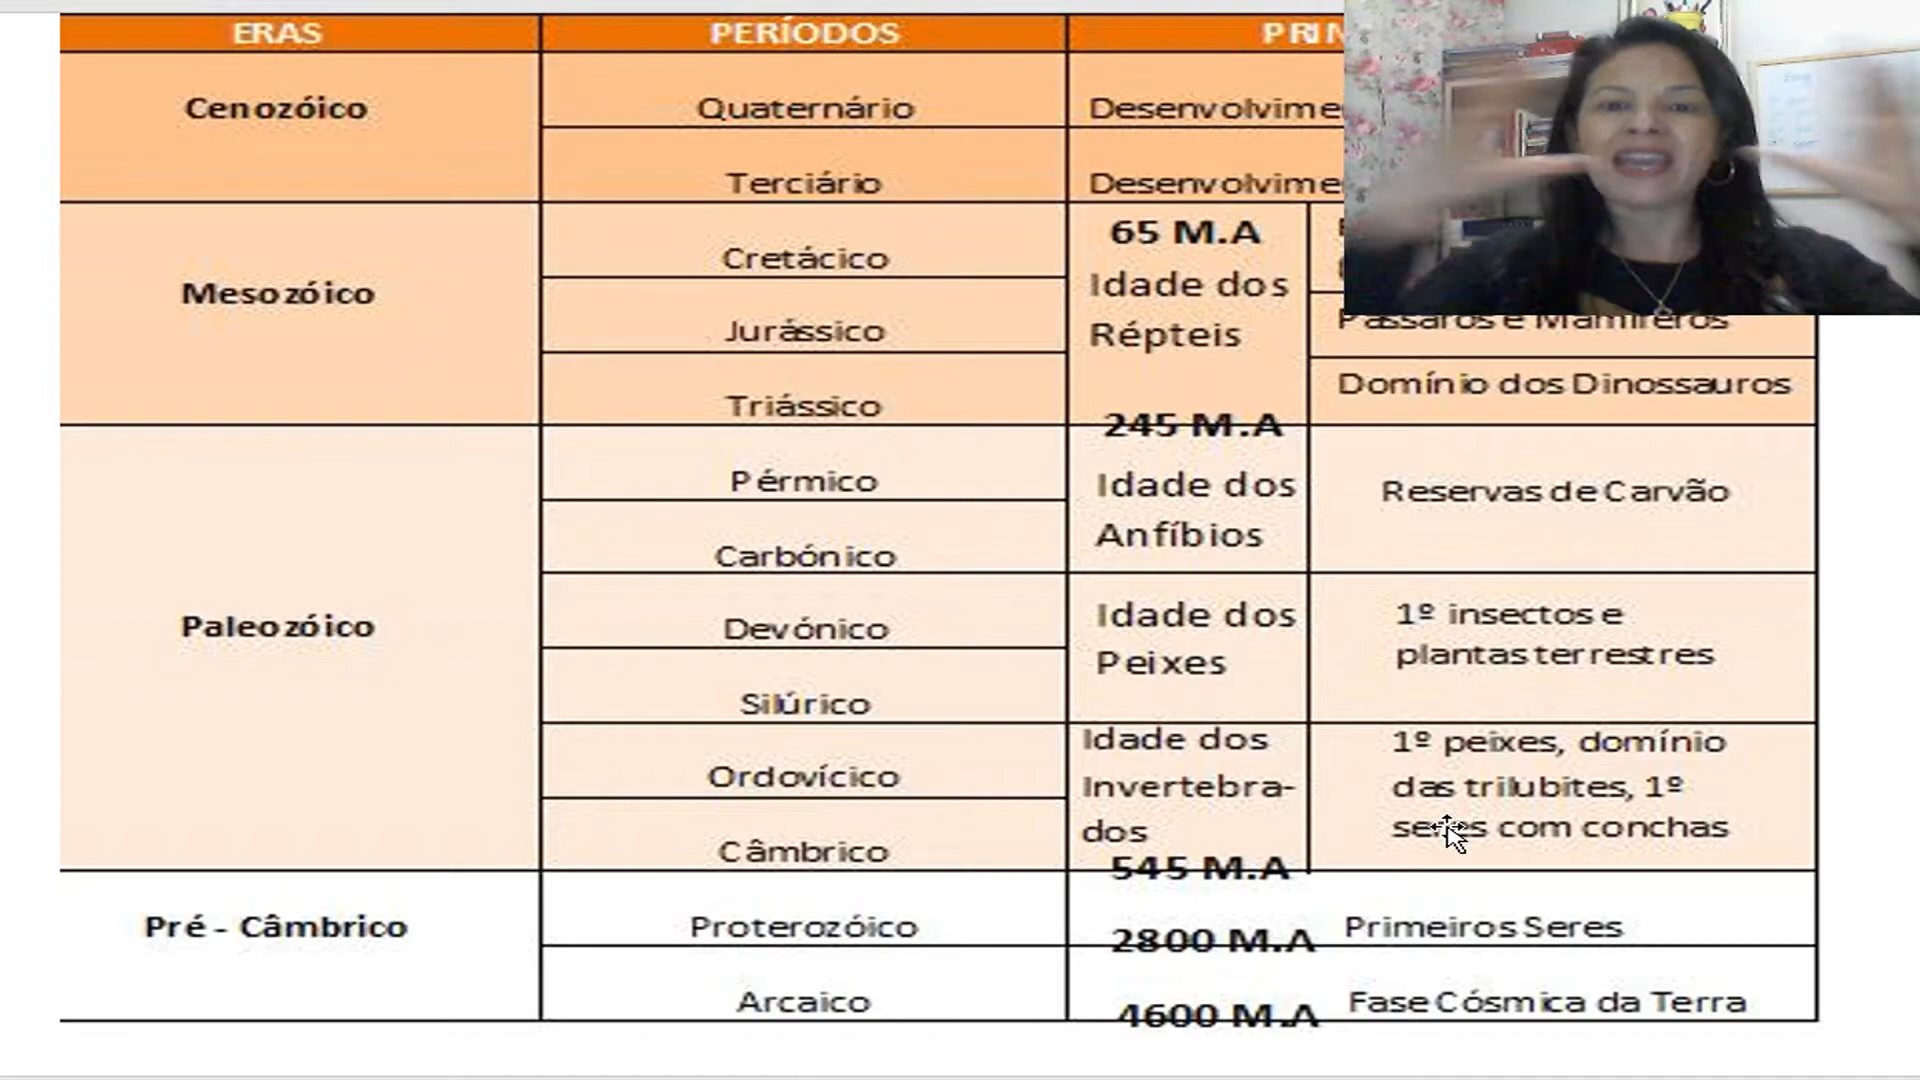 ERAS
PERÍODOS
Cenozóico
Quaternário
Terciário
Mesozóico
Cretácico
65 M.A
Idade dos
Répteis
Jurássico
Pássaros e Mamíferos
Triássico
Domínio dos Dinossauros
245 M.A
Paleozóico
Pérmico
Idade dos
Anfíbios
Reservas de Carvão
Carbónico
Devónico
Idade dos
Peixes
1º insectos e
plantas terrestres
Silúrico
Ordovícico
Idade dos
Invertebra-
dos
1º peixes, domínio
das trilubites, 1º
seres com conchas
Câmbrico
545 M.A
Pré - Câmbrico
Proterozóico
2800 M.A
Primeiros Seres
Arcaico
4600 M.A
Fase Cósmica da Terra